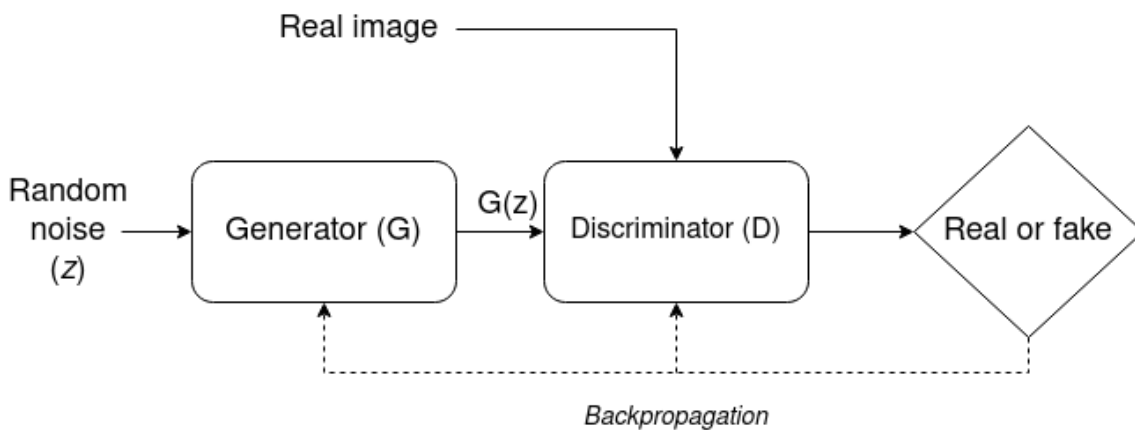 Real image
Random
noise
(z)
Generator (G)
G(z)
Discriminator (D)
Real or fake
Backpropagation